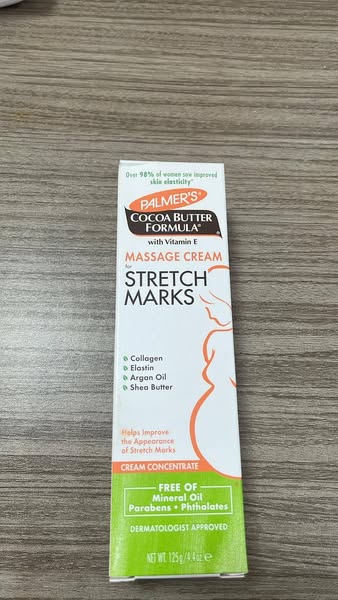 Over 98% of women saw improved
skin elasticity*
PALMER'S®
COCOA BUTTER
FORMULA®
with Vitamin E
MASSAGE CREAM
for
STRETCH
MARKS
Collagen
Elastin
Argan Oil
Shea Butter
Helps Improve
the Appearance
of Stretch Marks
CREAM CONCENTRATE
FREE OF
Mineral Oil
Parabens • Phthalates
DERMATOLOGIST APPROVED
NET WT. 125g/4.4oz. e